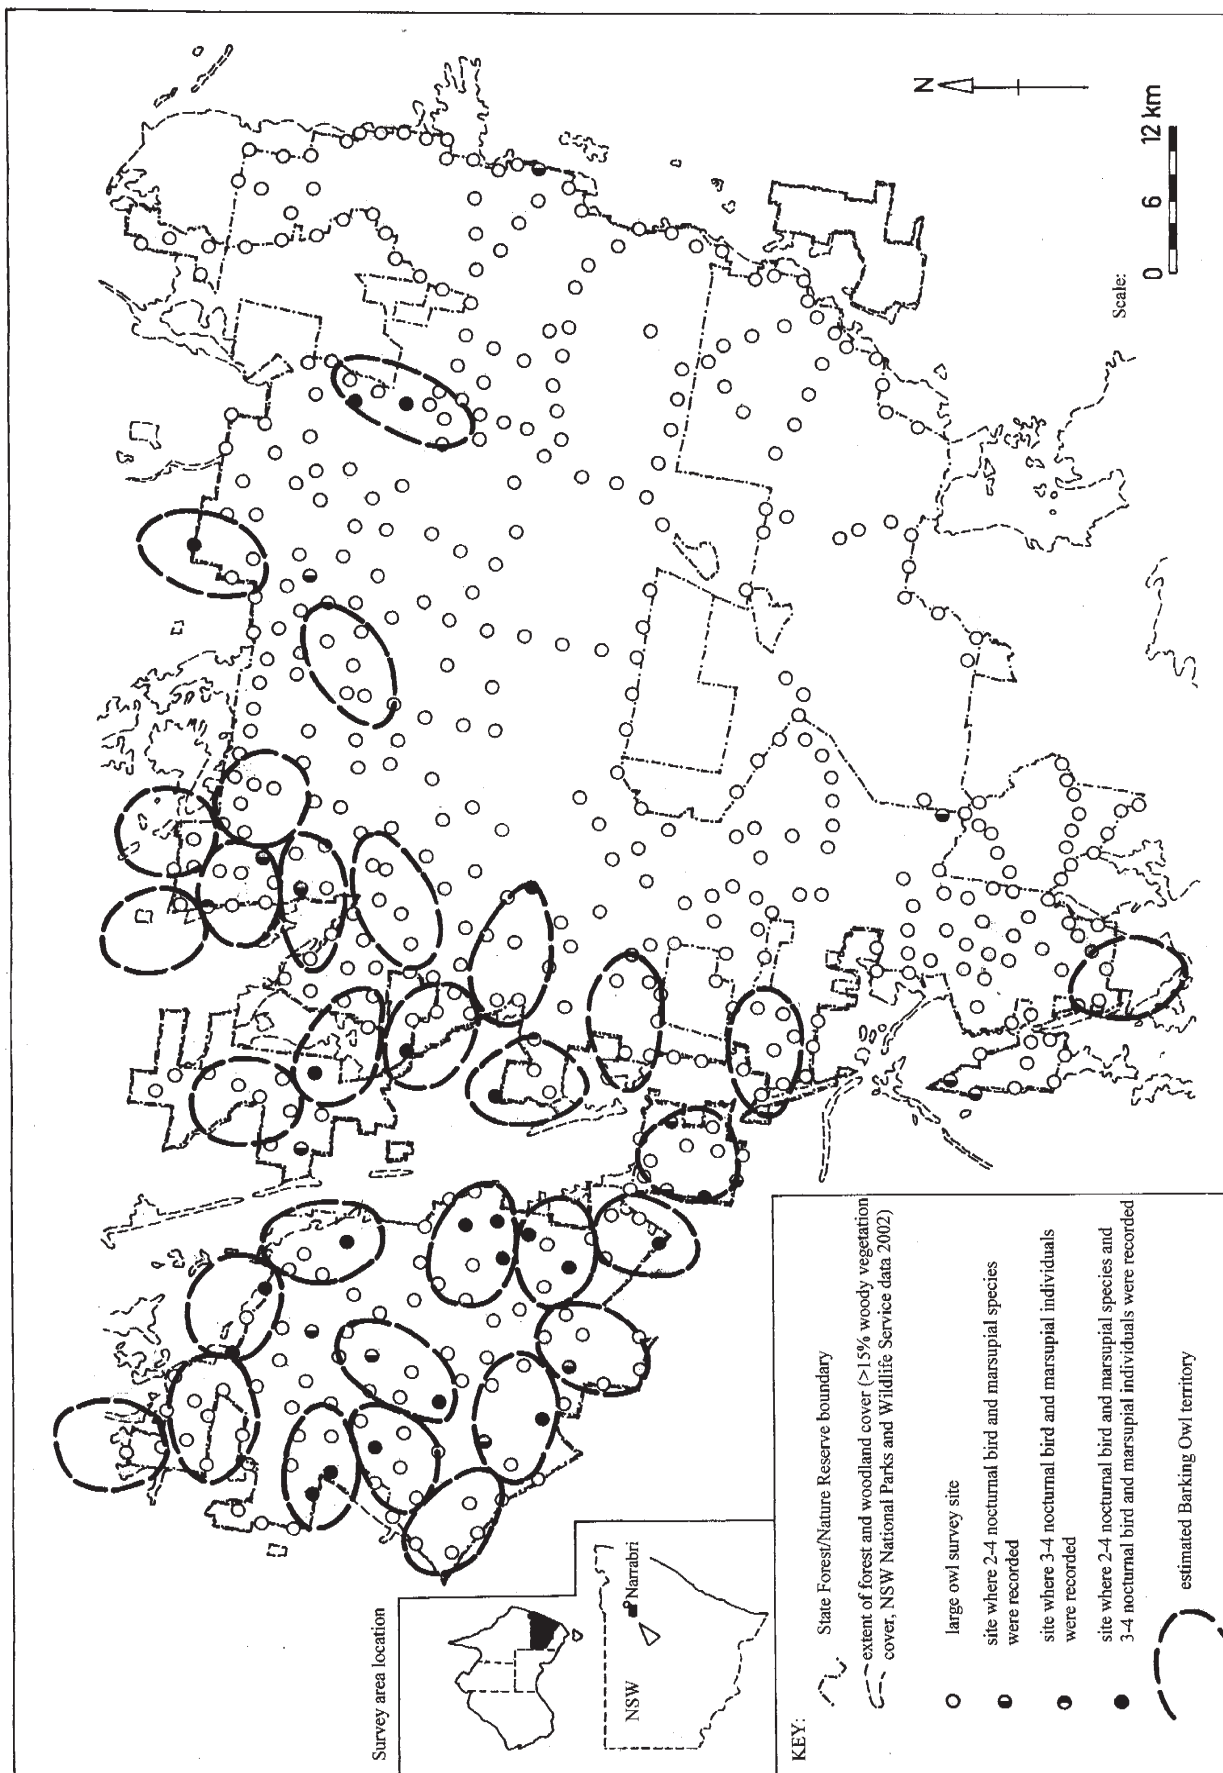 Survey area location
NSW
Narrabri
KEY:
State Forest/Nature Reserve boundary
extent of forest and woodland cover (>15% woody vegetation
cover, NSW National Parks and Wildlife Service data 2002)
large owl survey site
site where 2-4 nocturnal bird and marsupial species
were recorded
site where 3-4 nocturnal bird and marsupial individuals
were recorded
site where 2-4 nocturnal bird and marsupial species and
3-4 nocturnal bird and marsupial individuals were recorded
estimated Barking Owl territory
Scale:
0 6 12 km
N